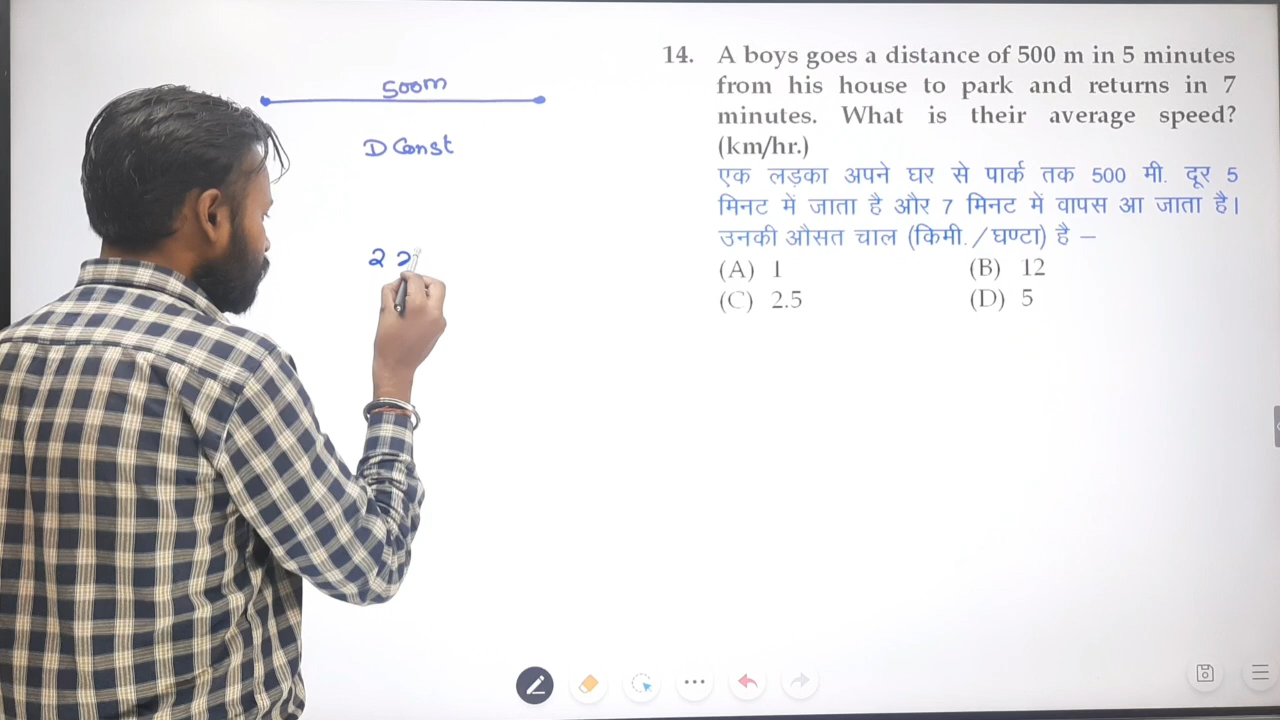 500m
D Const
2
14. A boys goes a distance of 500 m in 5 minutes
from his house to park and returns in 7
minutes. What is their average speed?
(km/hr.)
एक लड़का अपने घर से पार्क तक 500 मी. दूर 5
मिनट में जाता है और 7 मिनट में वापस आ जाता है।
उनकी औसत चाल (किमी./घण्टा) है –
(A) 1 (B) 12
(C) 2.5 (D) 5